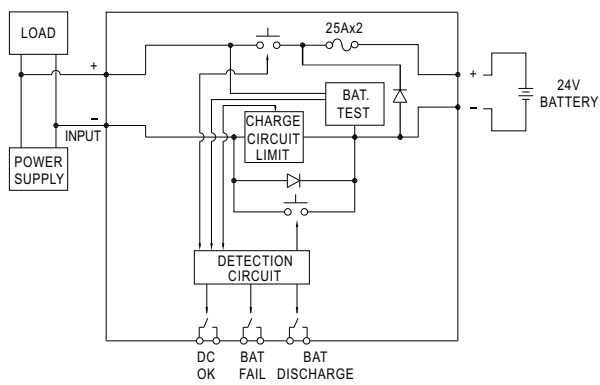 LOAD
25Ax2
+
+
24V
BATTERY
BAT.
TEST
-
-
INPUT
CHARGE
CIRCUIT
LIMIT
POWER
SUPPLY
DETECTION
CIRCUIT
DC
OK
BAT
FAIL
BAT
DISCHARGE